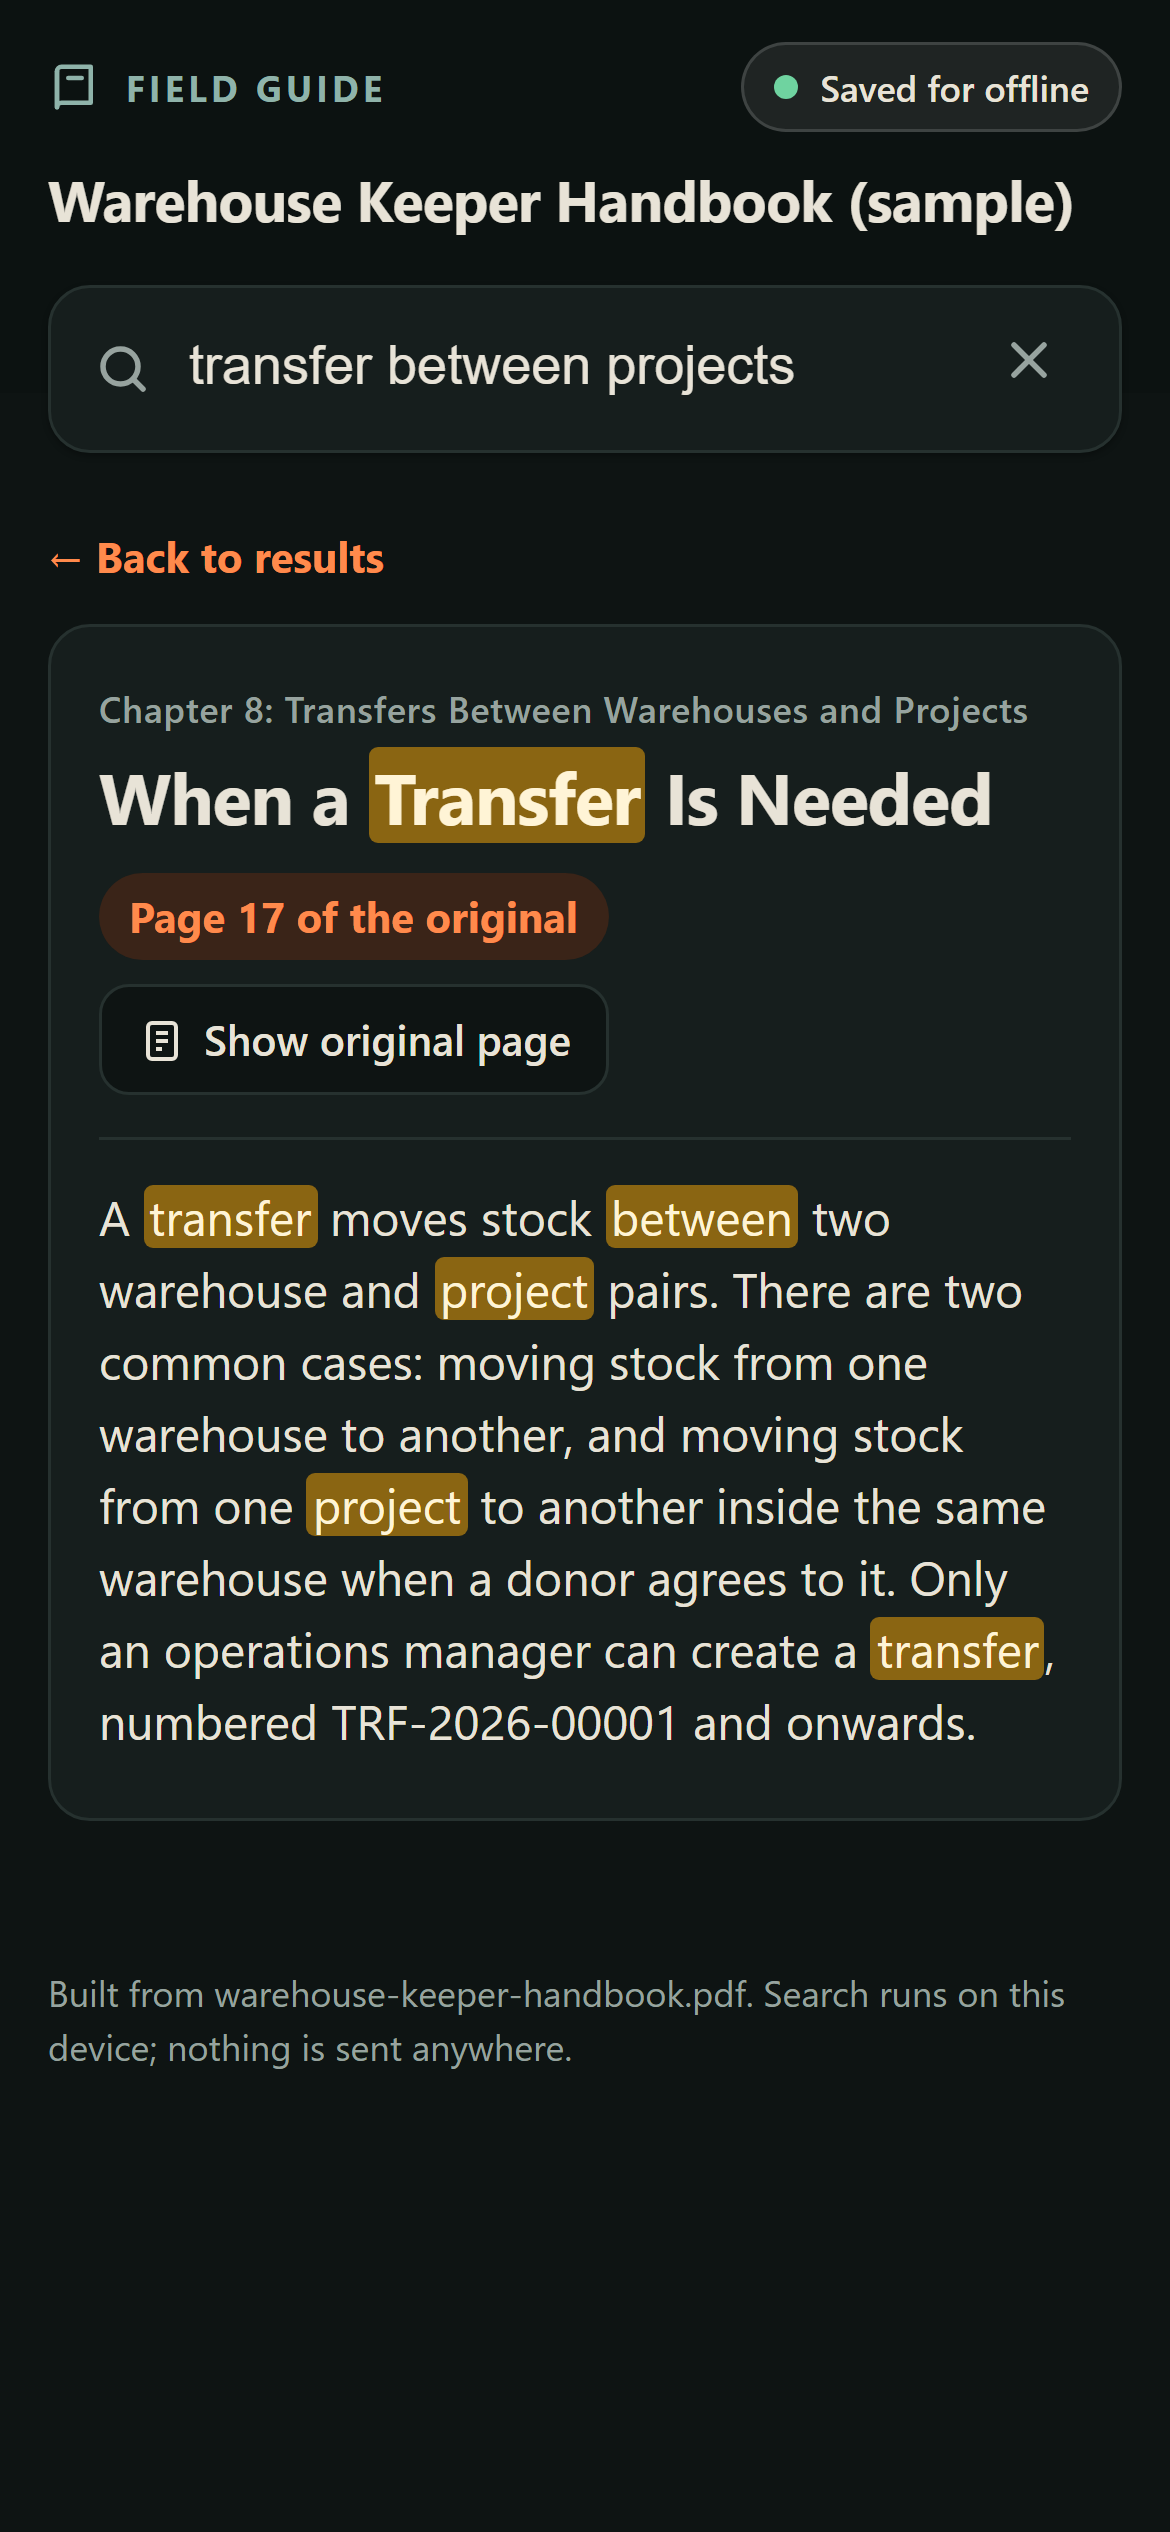 FIELD GUIDE
Saved for offline
Warehouse Keeper Handbook (sample)
transfer between projects
← Back to results
Chapter 8: Transfers Between Warehouses and Projects
When a Transfer Is Needed
Page 17 of the original
Show original page
A transfer moves stock between two
warehouse and project pairs. There are two
common cases: moving stock from one
warehouse to another, and moving stock
from one project to another inside the same
warehouse when a donor agrees to it. Only
an operations manager can create a transfer,
numbered TRF-2026-00001 and onwards.
Built from warehouse-keeper-handbook.pdf. Search runs on this
device; nothing is sent anywhere.